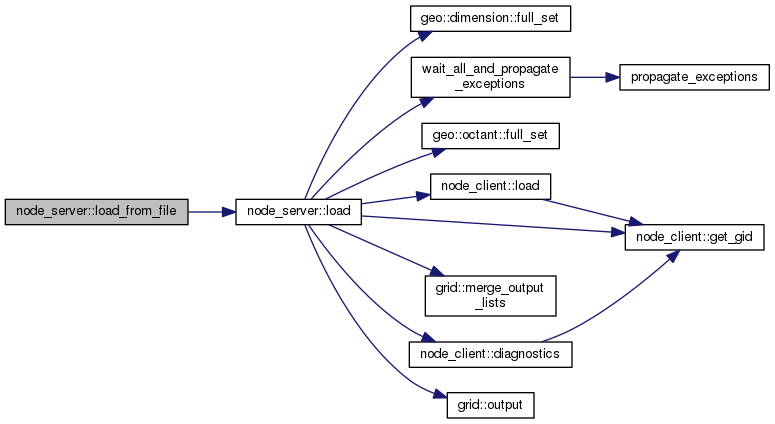 geo::dimension::full_set
wait_all_and_propagate
_exceptions
propagate_exceptions
geo::octant::full_set
node_client::load
node_server::load_from_file
node_server::load
node_client::get_gid
grid::merge_output
_lists
node_client::diagnostics
grid::output